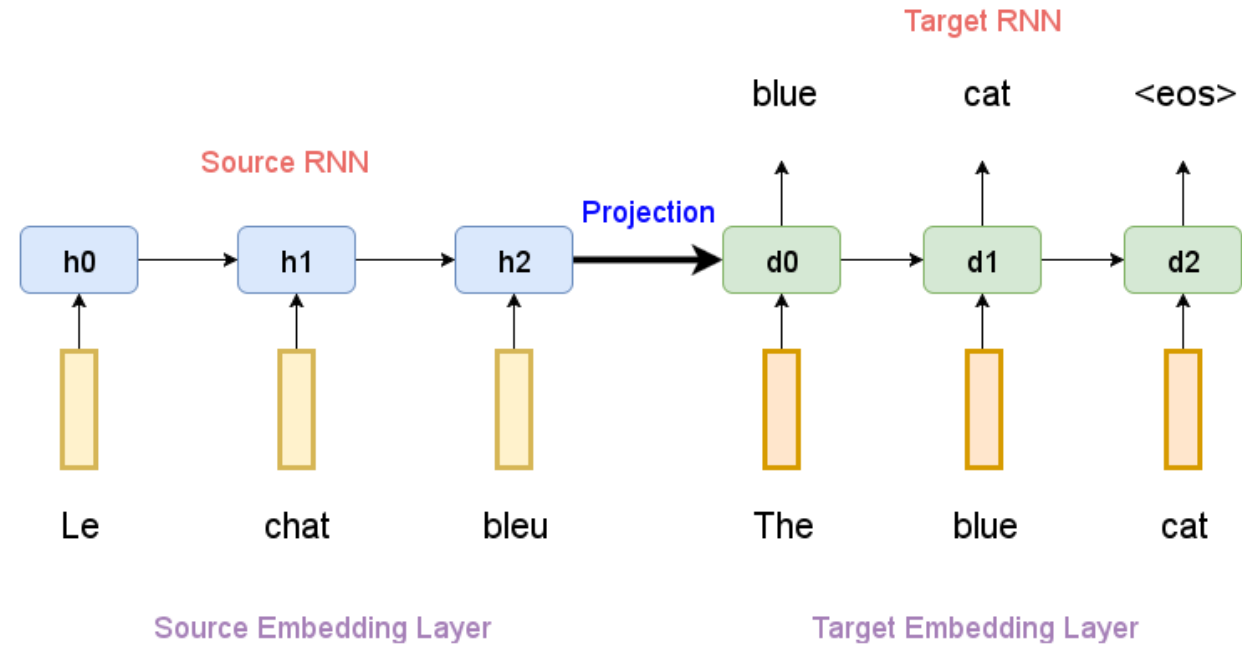 Target RNN
blue cat <eos>
Source RNN
Projection
h0 h1 h2 d0 d1 d2
Le chat bleu The blue cat
Source Embedding Layer Target Embedding Layer